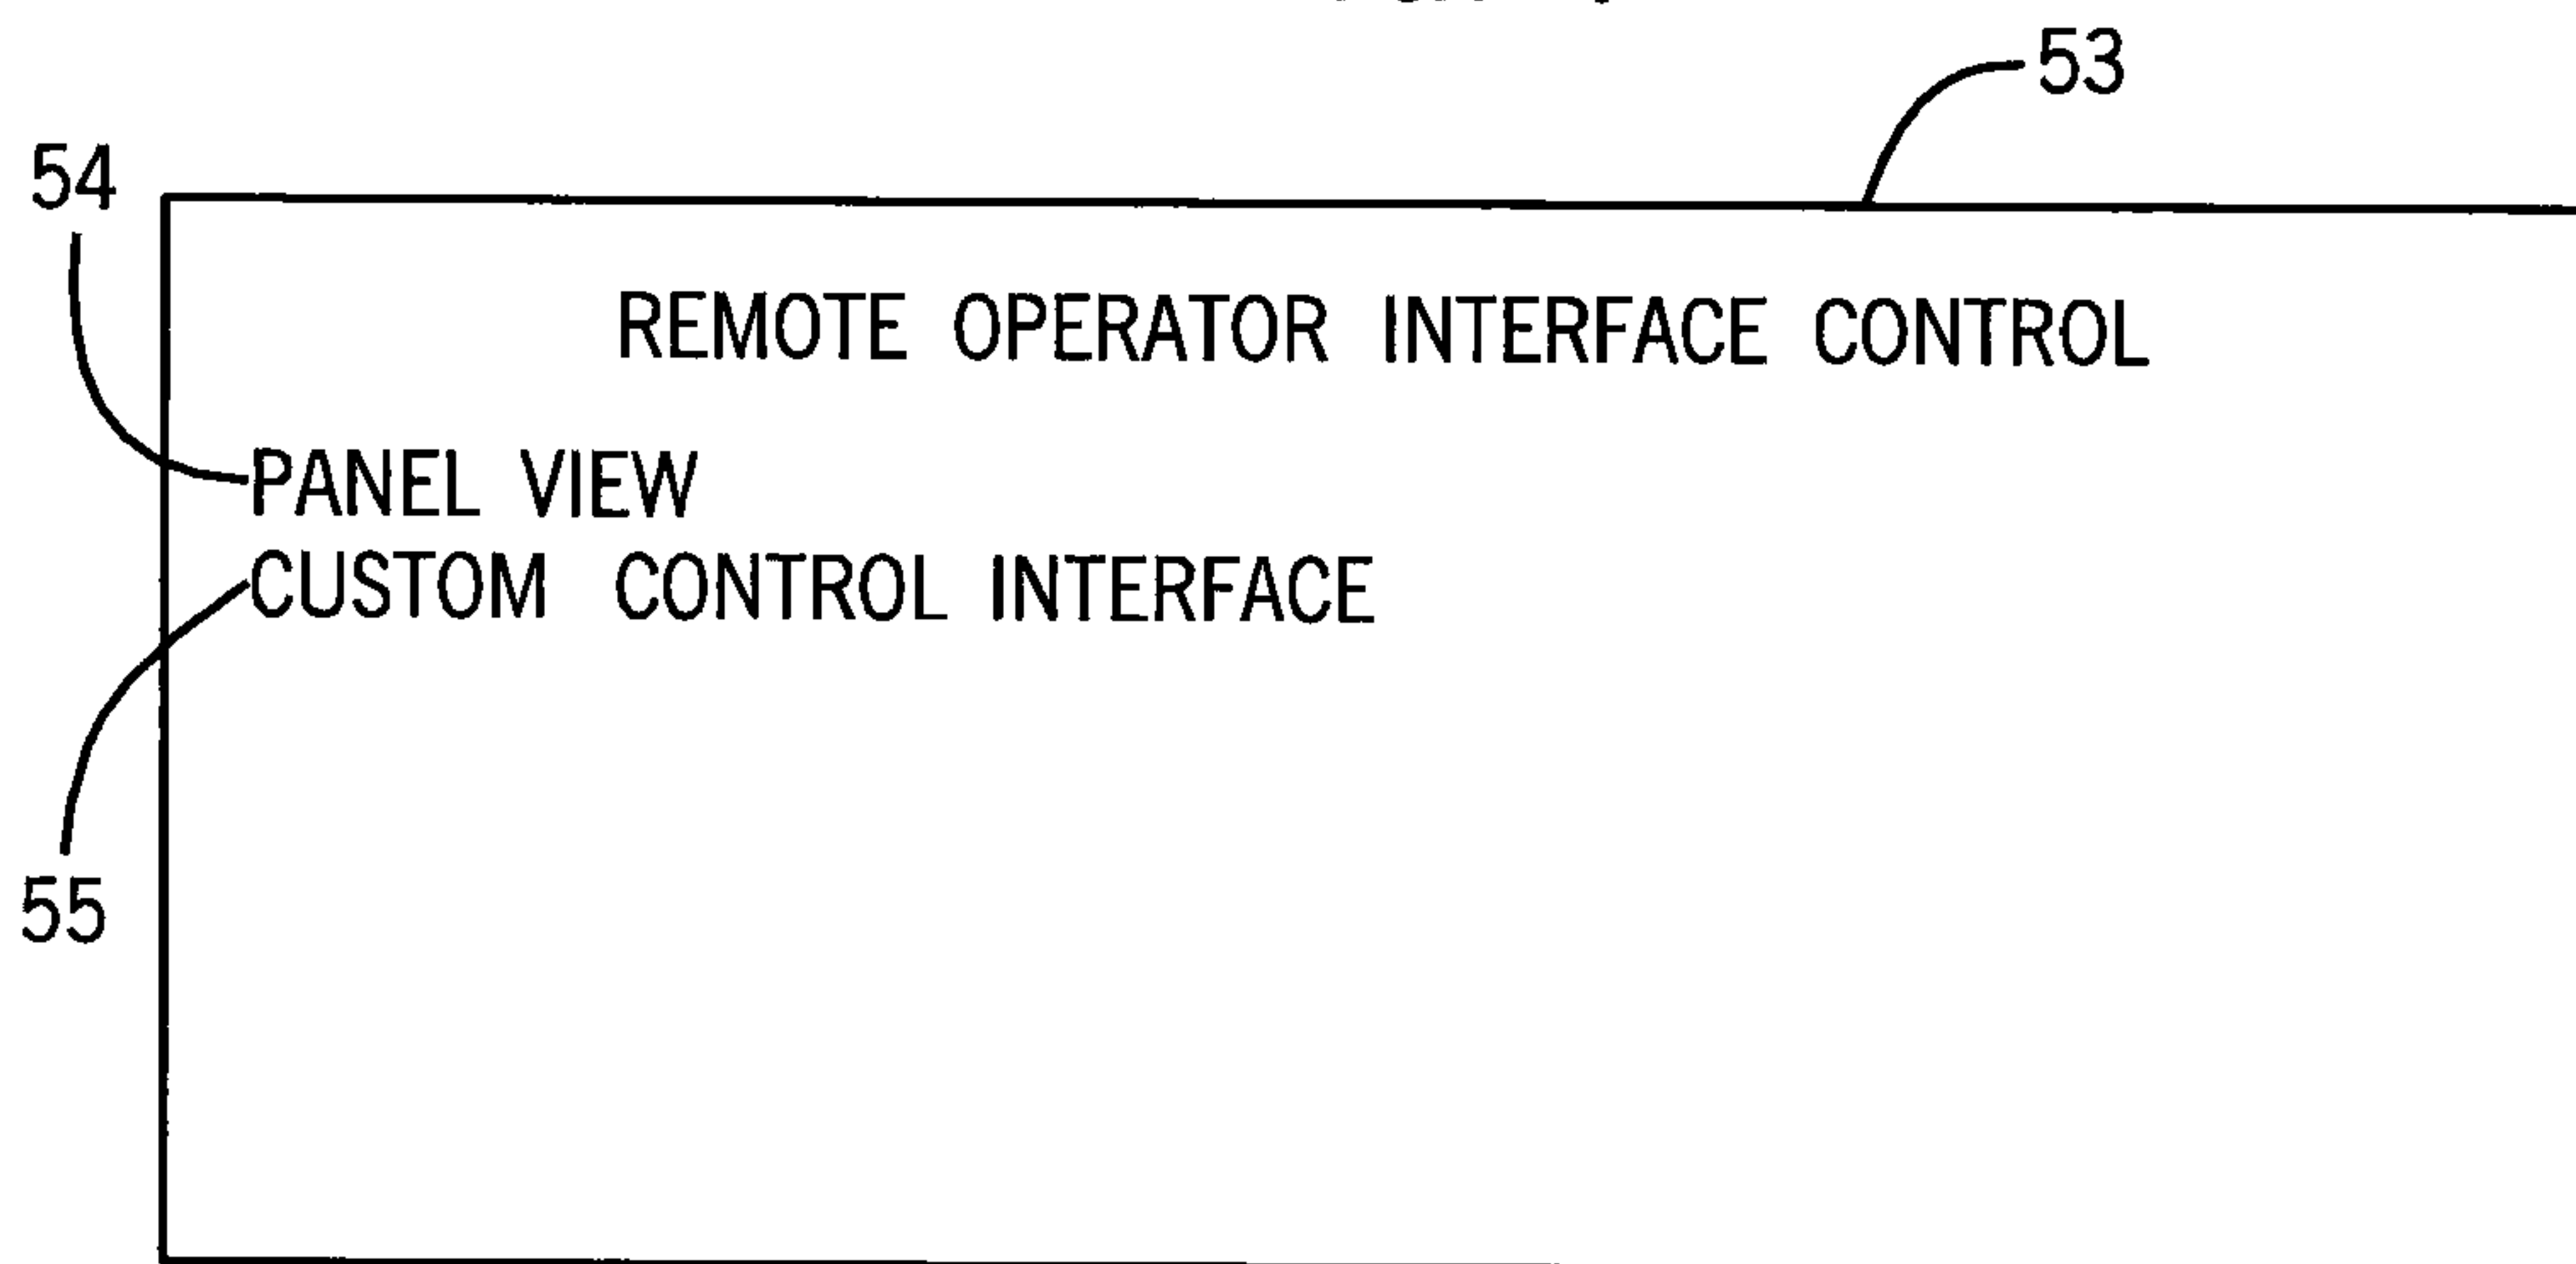 53
54
REMOTE OPERATOR INTERFACE CONTROL
PANEL VIEW
CUSTOM CONTROL INTERFACE
55